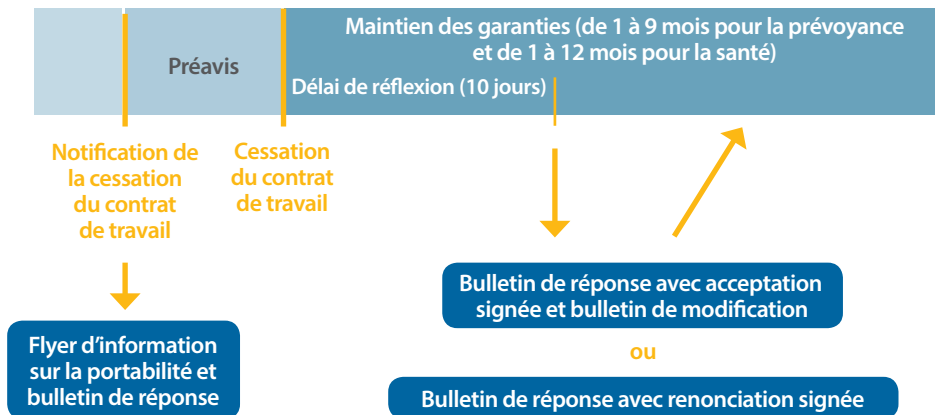 Maintien des garanties (de 1 à 9 mois pour la prévoyance
et de 1 à 12 mois pour la santé)
Préavis
Délai de réflexion (10 jours)
Notification de
la cessation
du contrat
de travail
Cessation
du contrat
de travail
Flyer d'information
sur la portabilité et
bulletin de réponse
Bulletin de réponse avec acceptation
signée et bulletin de modification
ou
Bulletin de réponse avec renonciation signée